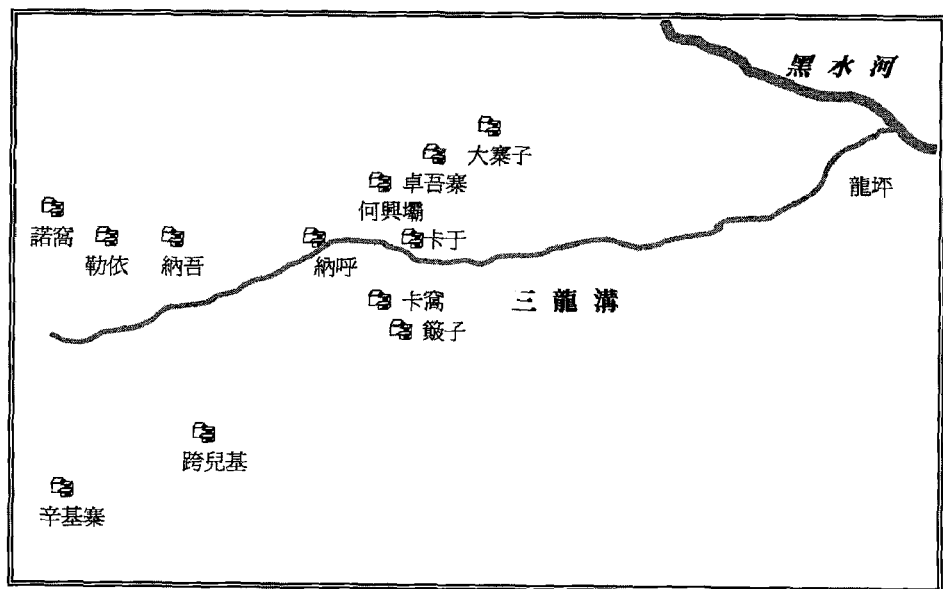 黑水河
大寨子
卓吾寨
龍坪
何興壩
諾窩
勒依
納吾
納呼
卡于
卡窩
三龍溝
簸子
跨兒基
辛基寨